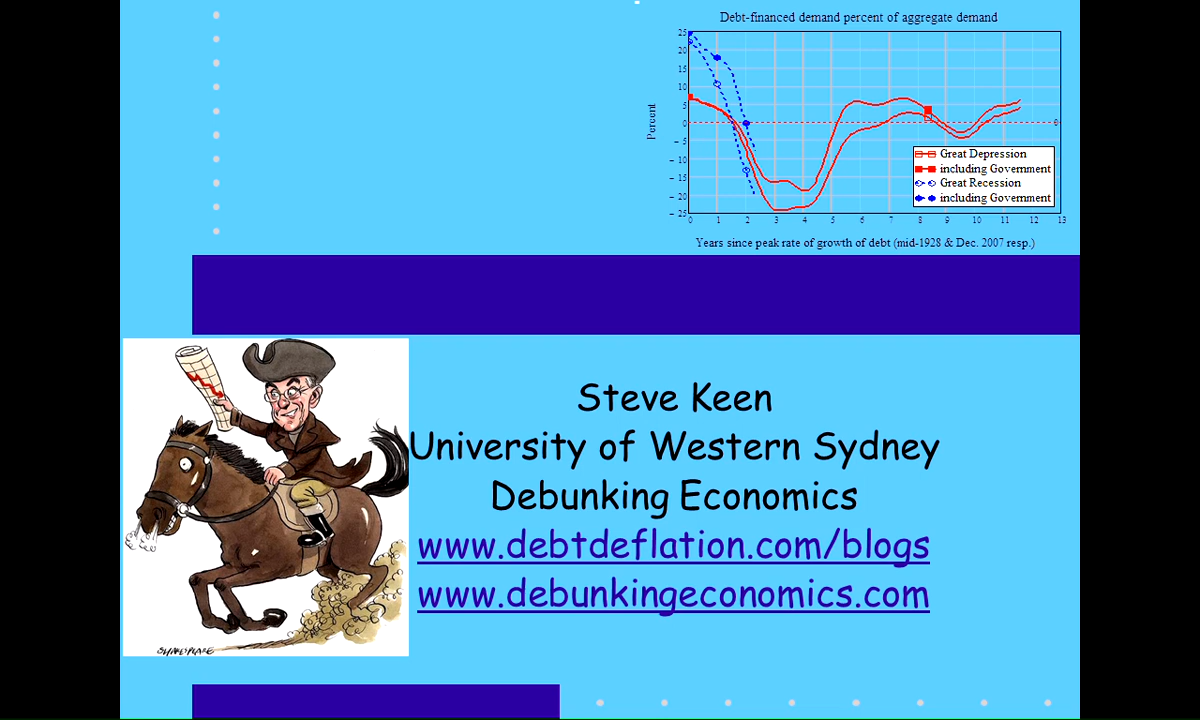 Debt-financed demand percent of aggregate demand
25
20
15
10
5
0
− 5
− 10
− 15
− 20
− 25
Percent
0
0 1 2 3 4 5 6 7 8 9 10 11 12 13
Great Depression
including Government
Great Recession
including Government
Years since peak rate of growth of debt (mid-1928 & Dec. 2007 resp.)
Steve Keen
University of Western Sydney
Debunking Economics
www.debtdeflation.com/blogs
www.debunkingeconomics.com